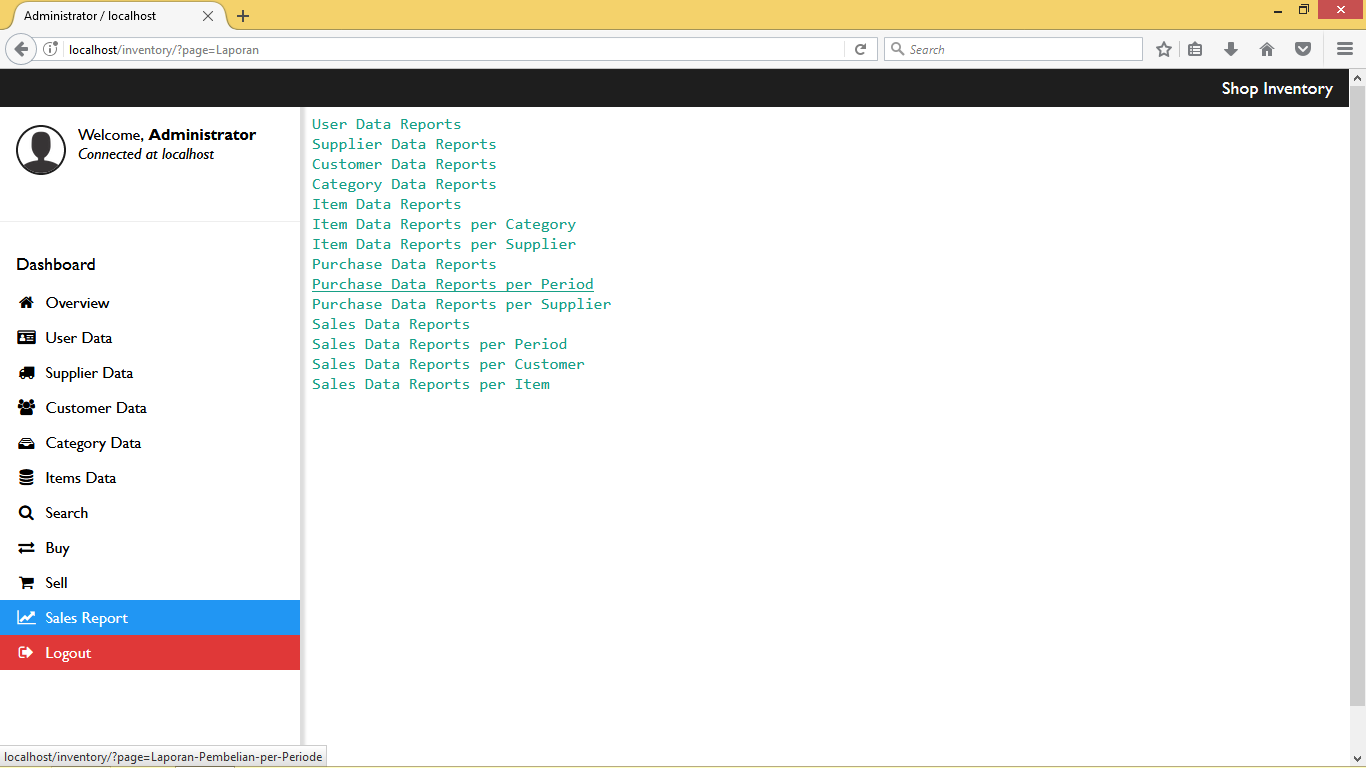 Administrator / localhost
localhost/inventory/?page=Laporan
Search
Shop Inventory
Welcome, Administrator
Connected at localhost
Dashboard
Overview
User Data
Supplier Data
Customer Data
Category Data
Items Data
Search
Buy
Sell
Sales Report
Logout
User Data Reports
Supplier Data Reports
Customer Data Reports
Category Data Reports
Item Data Reports
Item Data Reports per Category
Item Data Reports per Supplier
Purchase Data Reports
Purchase Data Reports per Period
Purchase Data Reports per Supplier
Sales Data Reports
Sales Data Reports per Period
Sales Data Reports per Customer
Sales Data Reports per Item
localhost/inventory/?page=Laporan-Pembelian-per-Periode